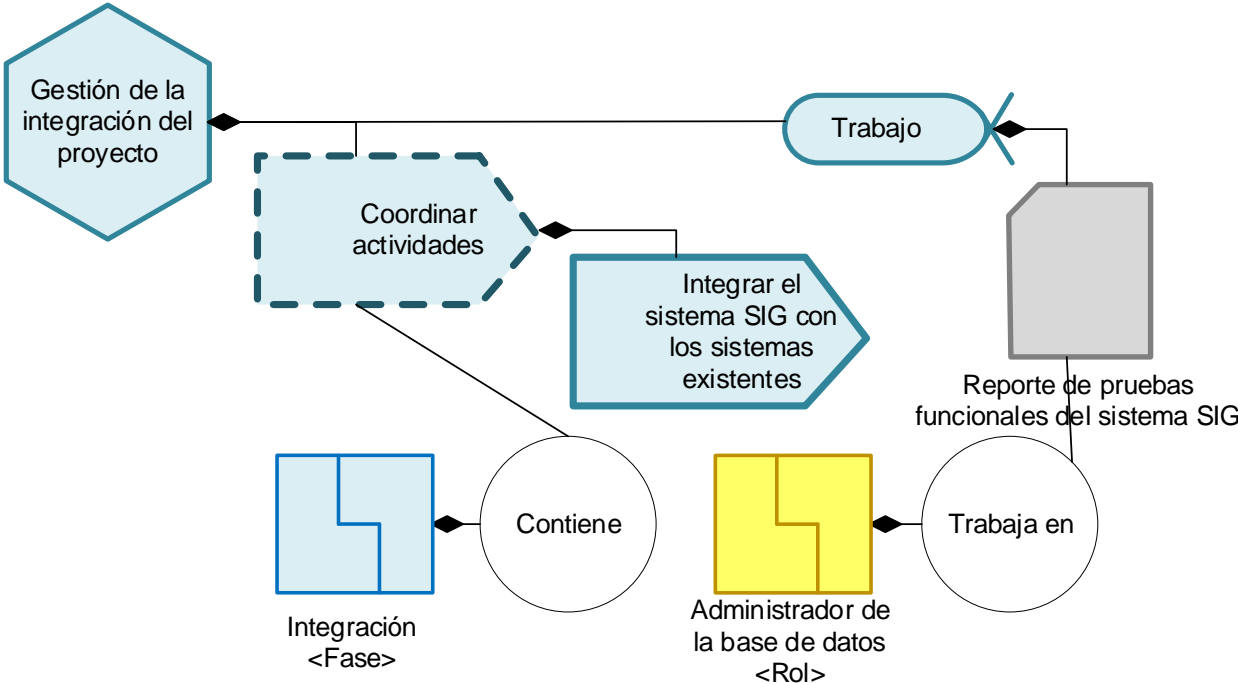 Gestión de la
integración del
proyecto
Trabajo
Coordinar
actividades
Integrar el
sistema SIG con
los sistemas
existentes
Reporte de pruebas
funcionales del sistema SIG
Contiene
Trabaja en
Integración
<Fase>
Administrador de
la base de datos
<Rol>